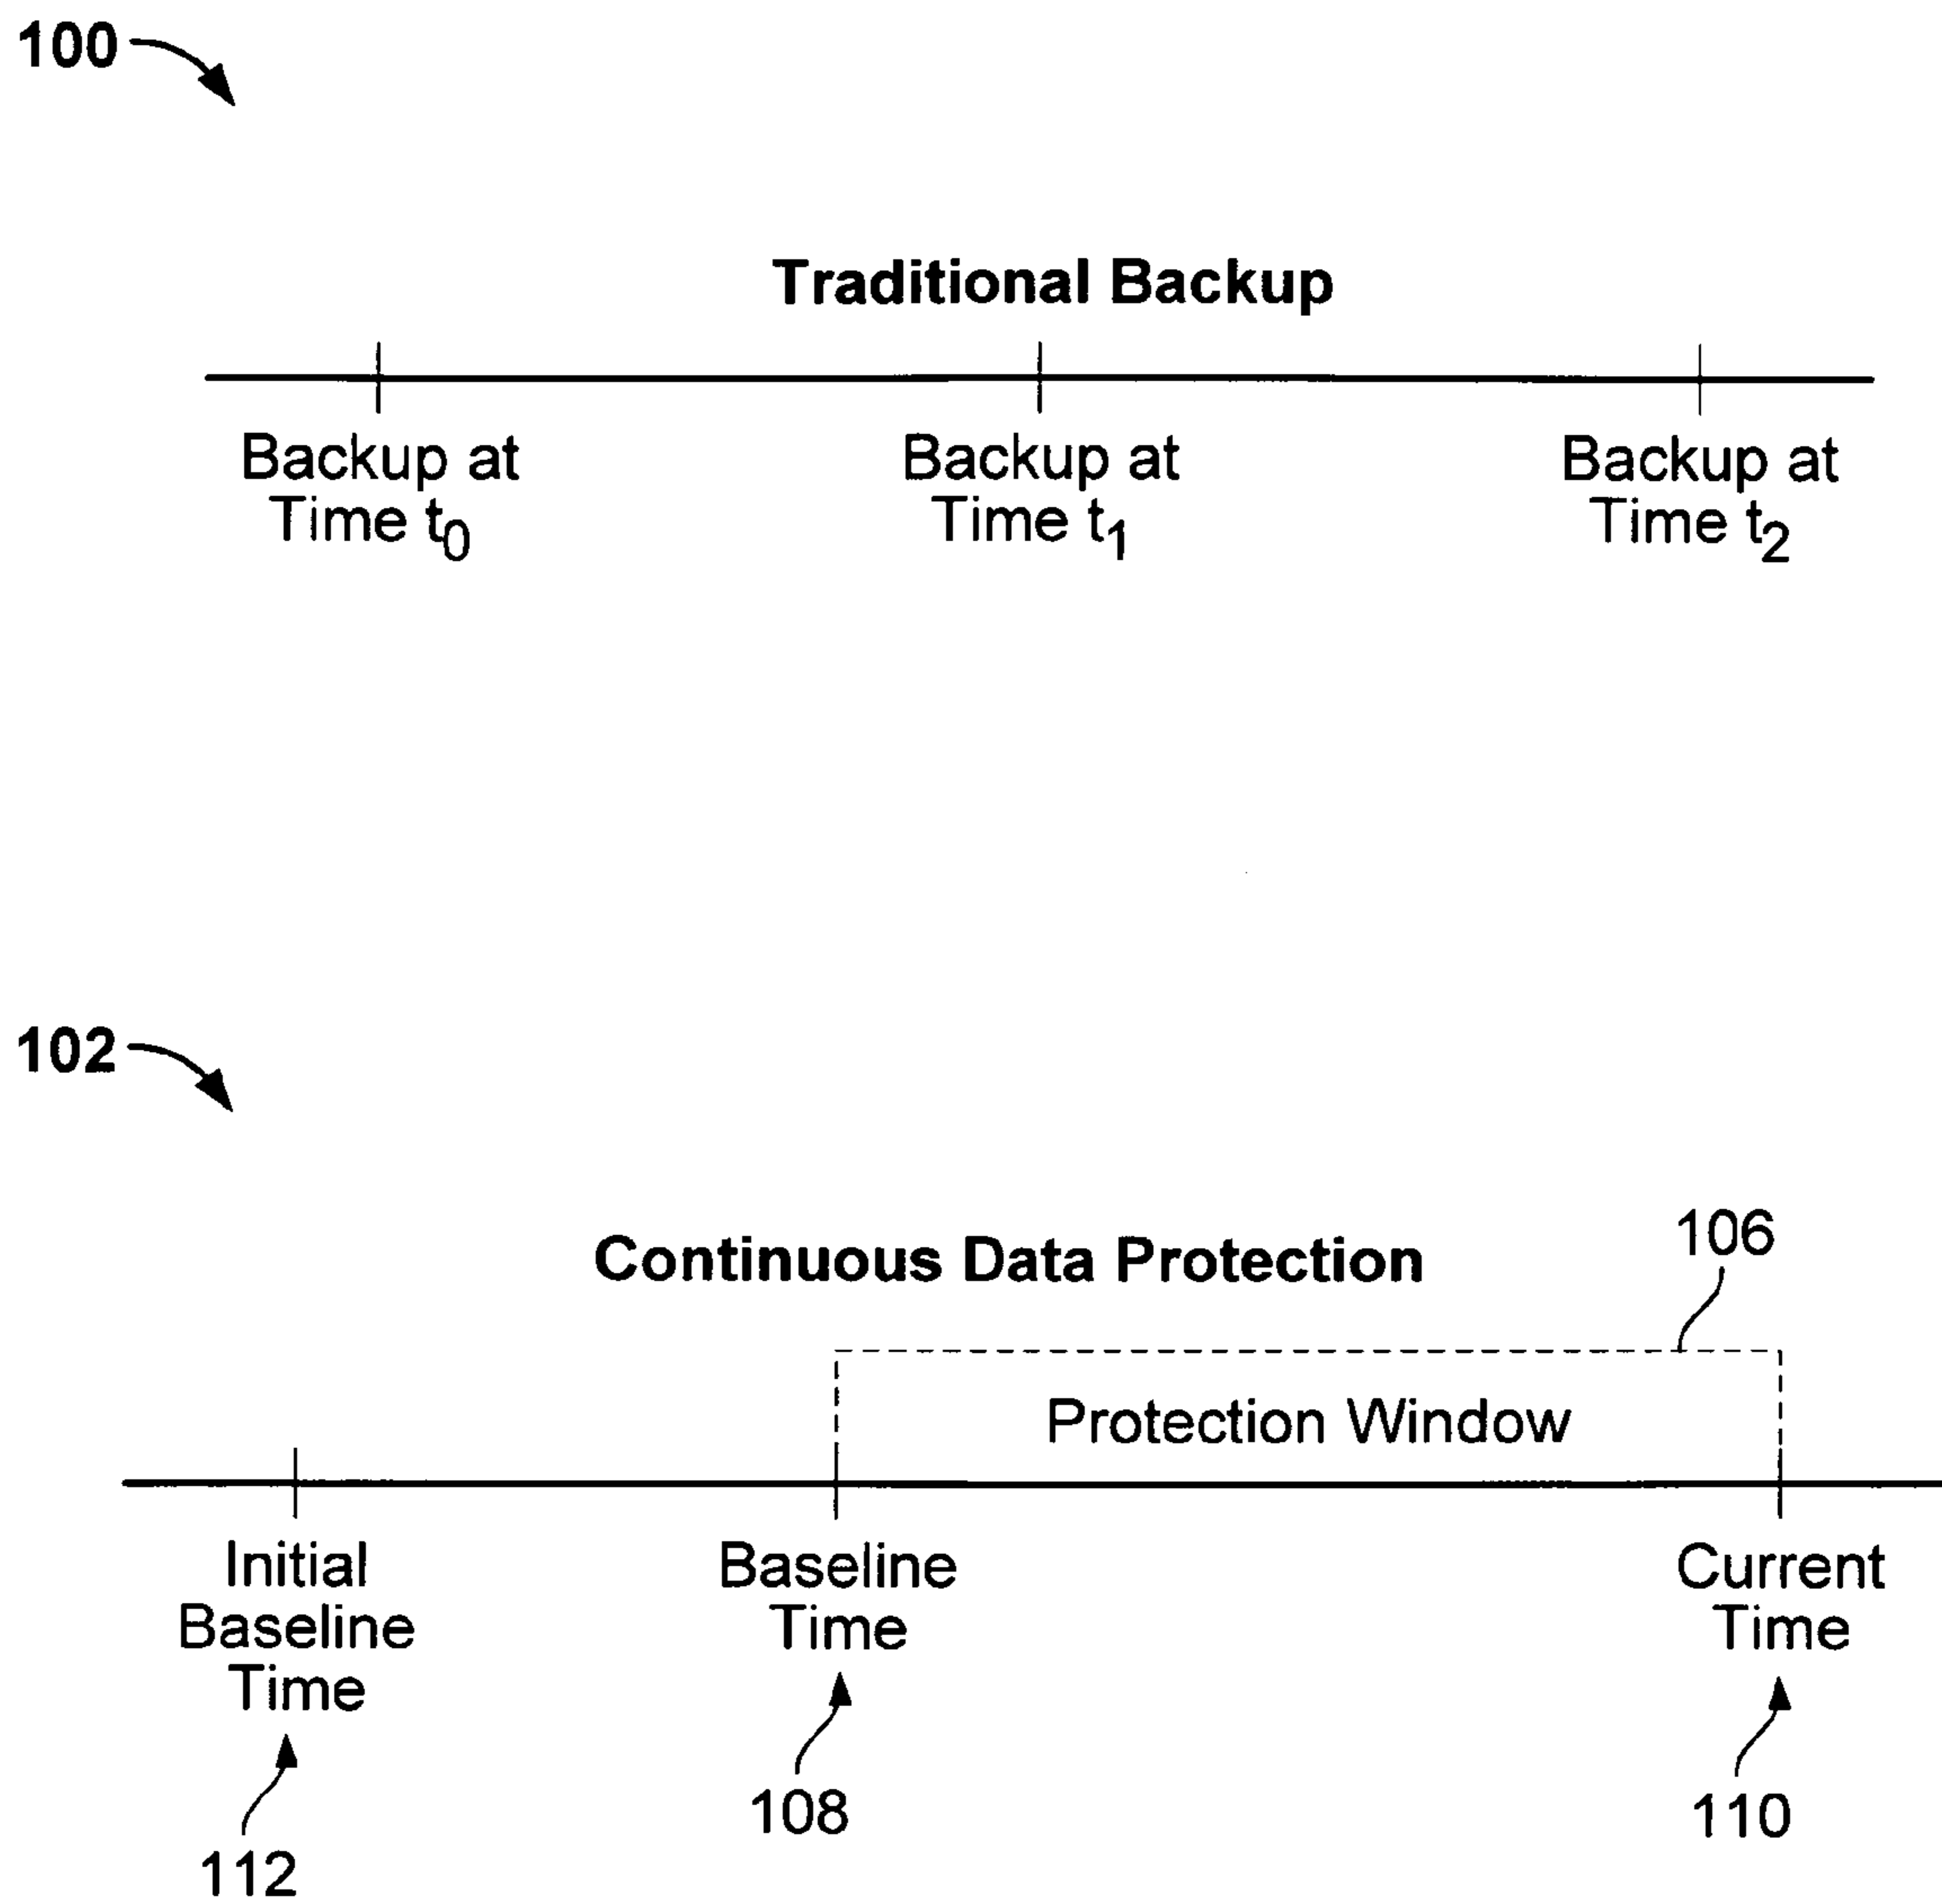 100
Traditional Backup
Backup at
Time t0
Backup at
Time t1
Backup at
Time t2
102
Continuous Data Protection
106
Protection Window
Initial
Baseline
Time
Baseline
Time
Current
Time
112
108
110